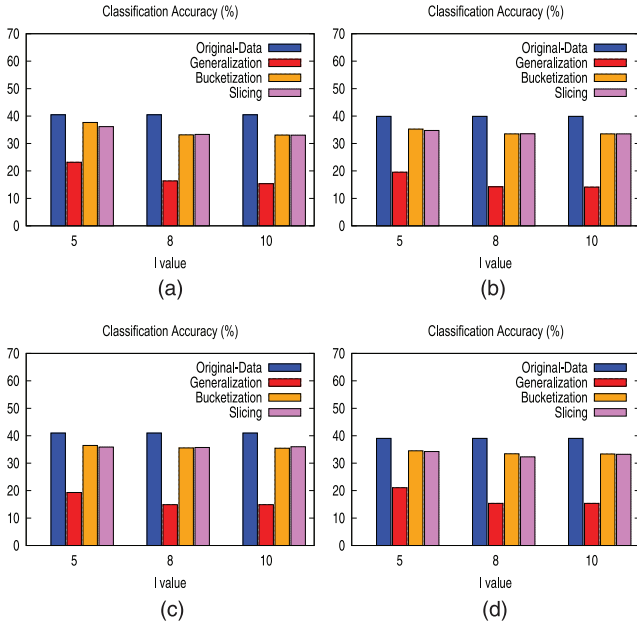 Classification Accuracy (%)
70
60
50
40
30
20
10
0
Original-Data
Generalization
Bucketization
Slicing
5
8
10
l value
(a)
Classification Accuracy (%)
70
60
50
40
30
20
10
0
Original-Data
Generalization
Bucketization
Slicing
5
8
10
l value
(b)
Classification Accuracy (%)
70
60
50
40
30
20
10
0
Original-Data
Generalization
Bucketization
Slicing
5
8
10
l value
(c)
Classification Accuracy (%)
70
60
50
40
30
20
10
0
Original-Data
Generalization
Bucketization
Slicing
5
8
10
l value
(d)